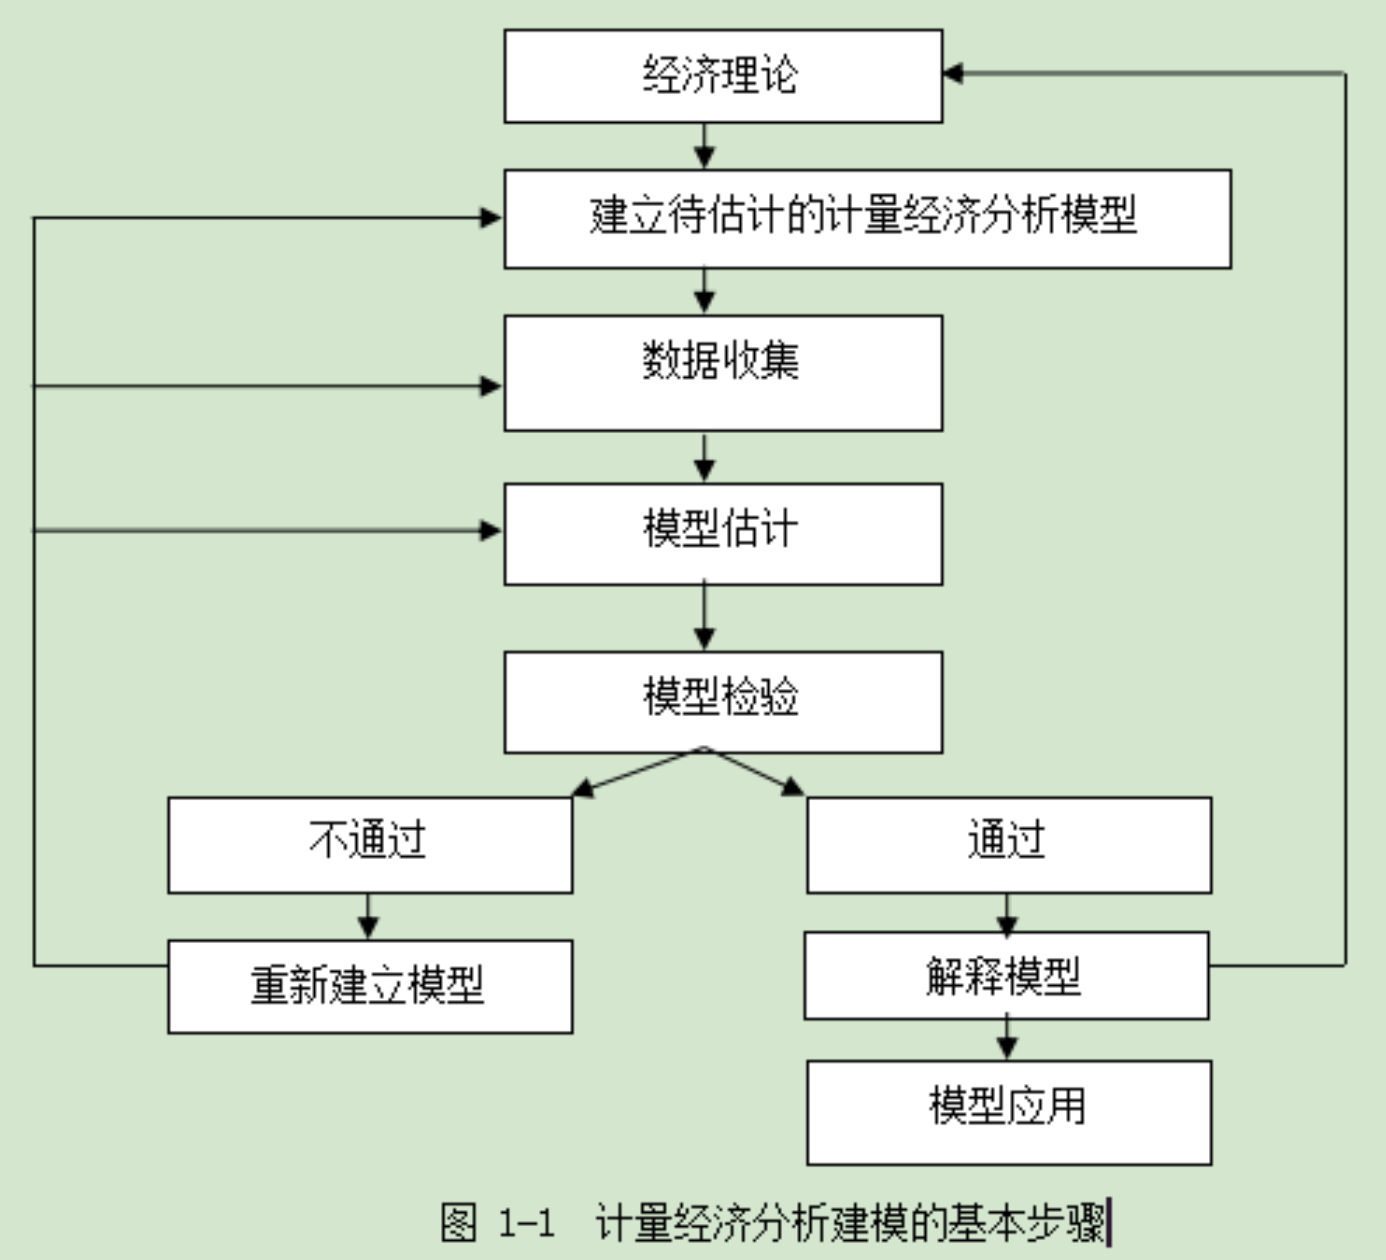 经济理论
建立待估计的计量经济分析模型
数据收集
模型估计
模型检验
不通过
通过
重新建立模型
解释模型
模型应用
图 1-1 计量经济分析建模的基本步骤